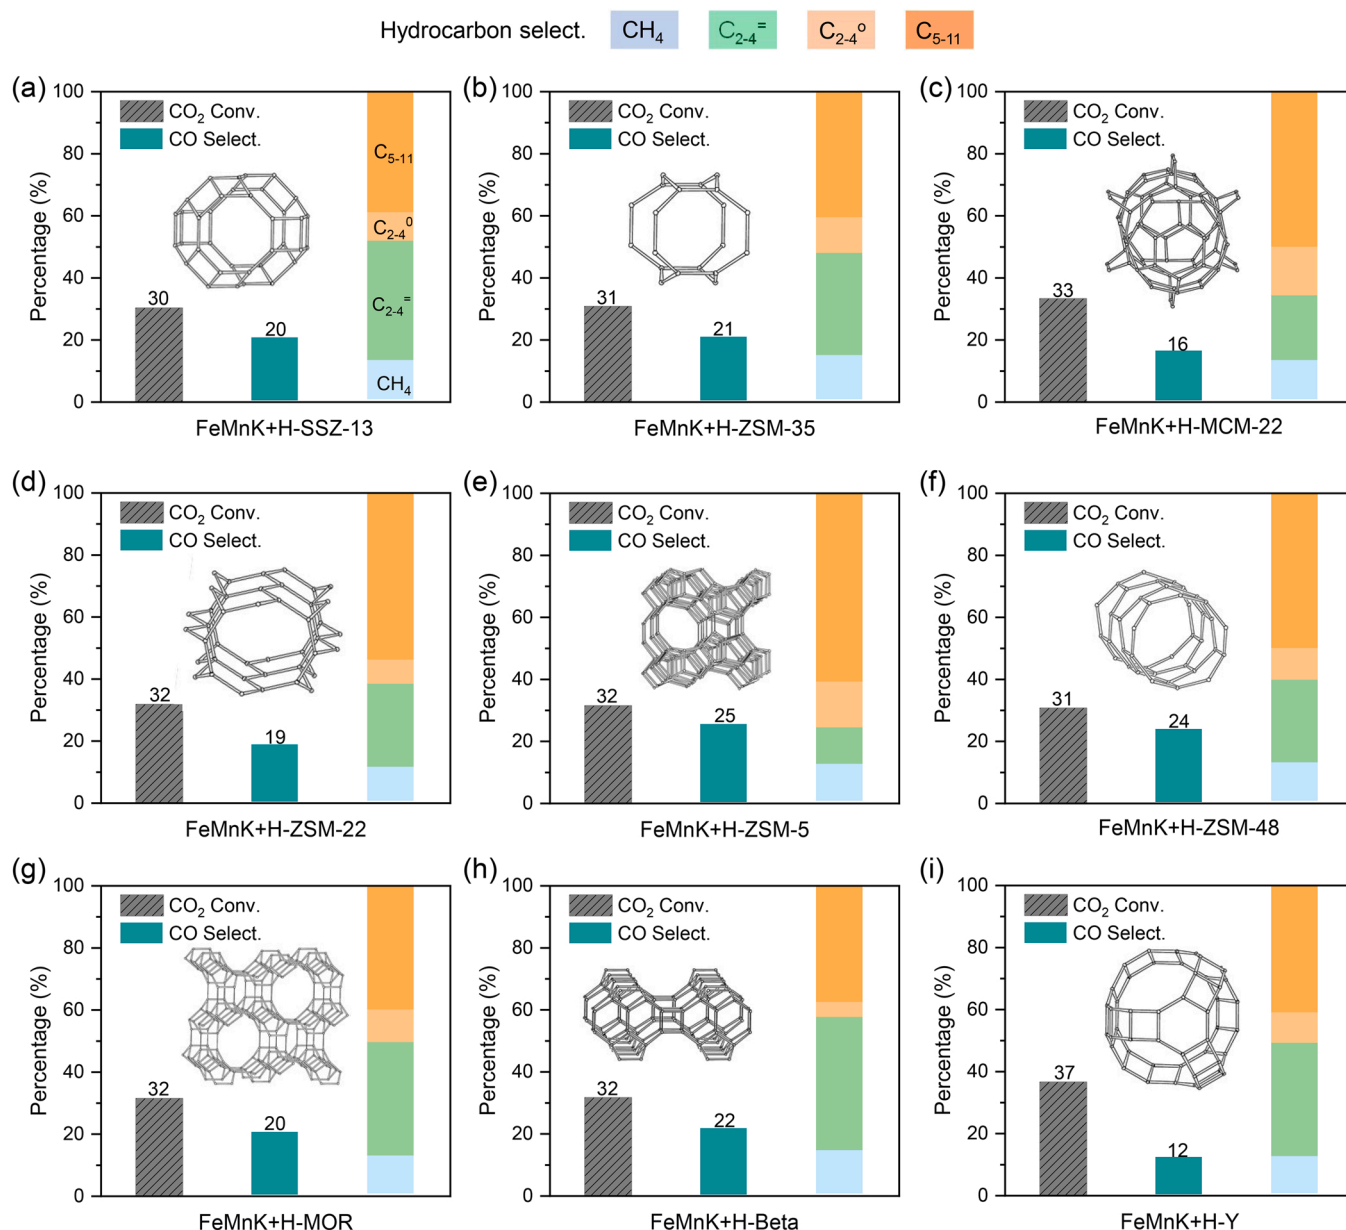 Hydrocarbon select. CH4 C2-4= C2-4o C5-11
(a)
100
80
60
40
20
0
Percentage (%)
CO2 Conv.
CO Select.
30
20
C5-11
C2-40
C2-4=
CH4
FeMnK+H-SSZ-13
(b)
100
80
60
40
20
0
Percentage (%)
CO2 Conv.
CO Select.
31
21
FeMnK+H-ZSM-35
(c)
100
80
60
40
20
0
Percentage (%)
CO2 Conv.
CO Select.
33
16
FeMnK+H-MCM-22
(d)
100
80
60
40
20
0
Percentage (%)
CO2 Conv.
CO Select.
32
19
FeMnK+H-ZSM-22
(e)
100
80
60
40
20
0
Percentage (%)
CO2 Conv.
CO Select.
32
25
FeMnK+H-ZSM-5
(f)
100
80
60
40
20
0
Percentage (%)
CO2 Conv.
CO Select.
31
24
FeMnK+H-ZSM-48
(g)
100
80
60
40
20
0
Percentage (%)
CO2 Conv.
CO Select.
32
20
FeMnK+H-MOR
(h)
100
80
60
40
20
0
Percentage (%)
CO2 Conv.
CO Select.
32
22
FeMnK+H-Beta
(i)
100
80
60
40
20
0
Percentage (%)
CO2 Conv.
CO Select.
37
12
FeMnK+H-Y